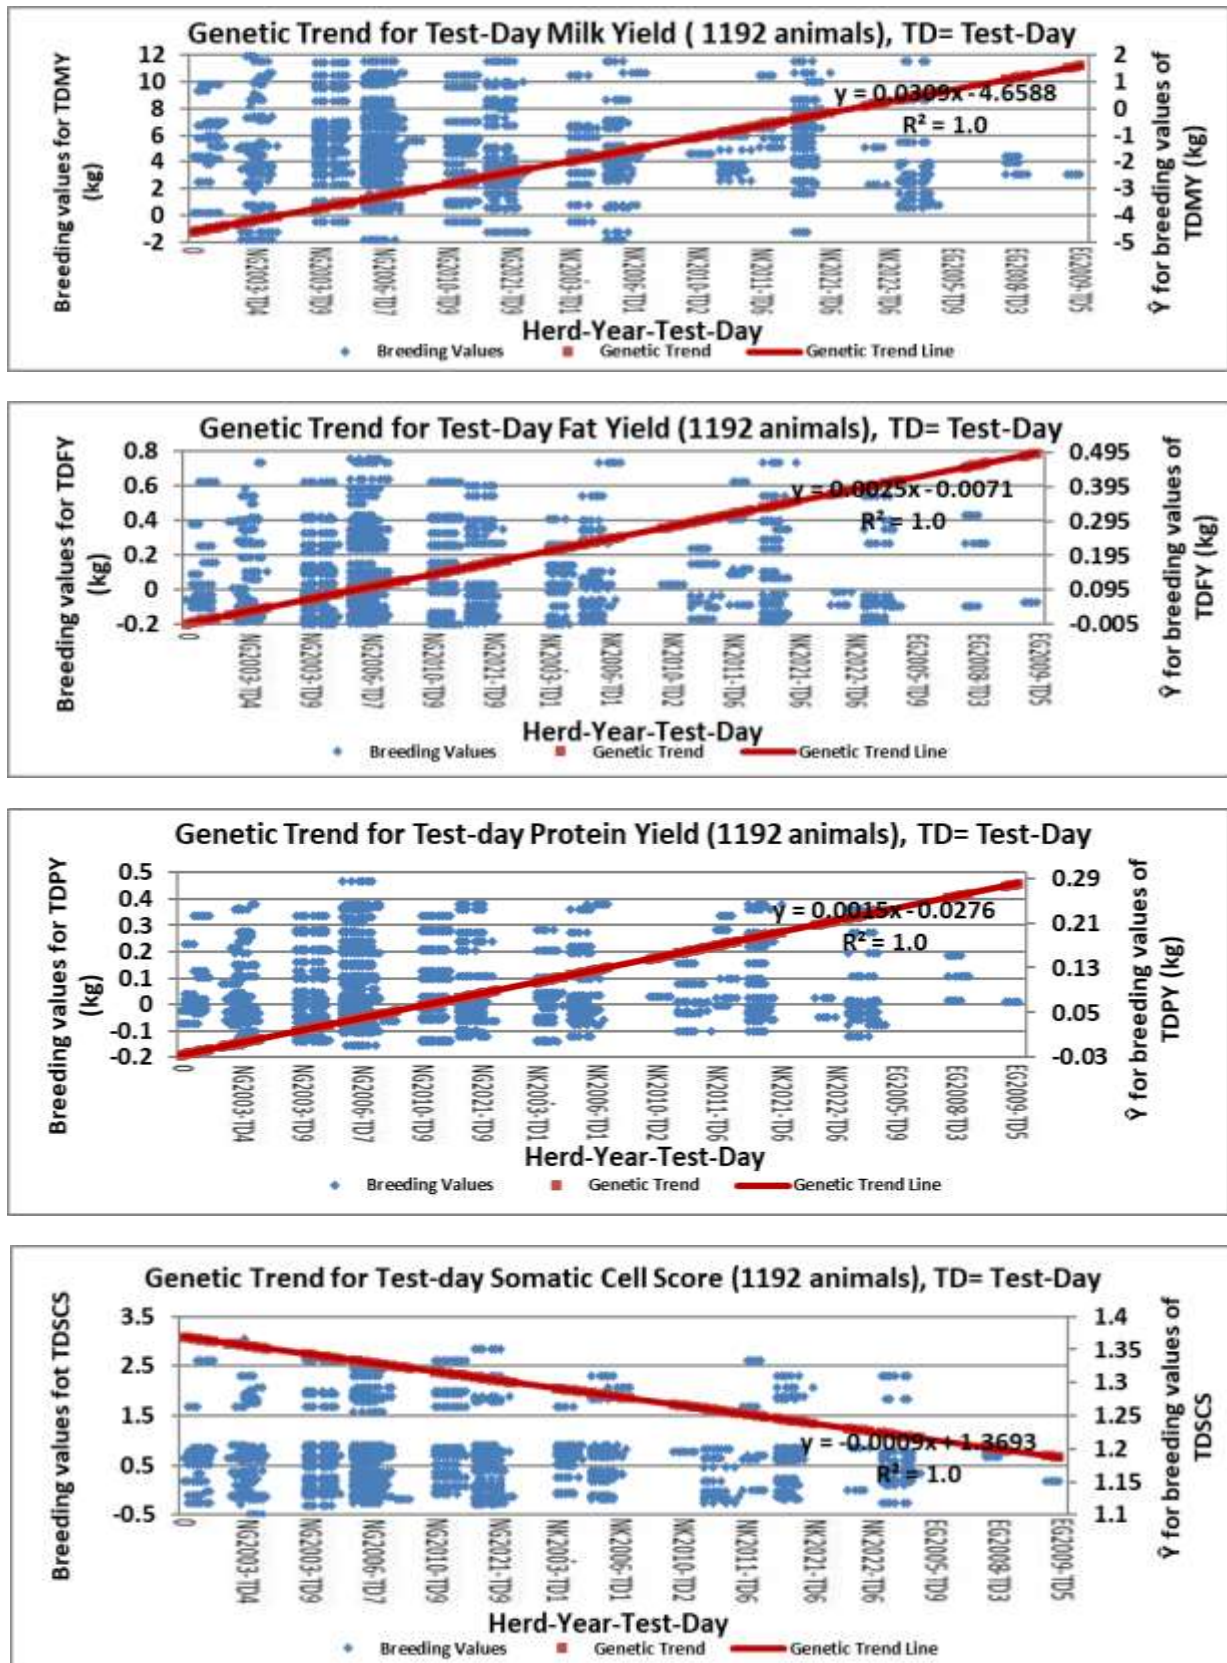 Genetic Trend for Test-Day Milk Yield ( 1192 animals), TD= Test-Day
Breeding values for TDMY
(kg)
12
10
8
6
4
2
0
-2
2
1
0
-1
-2
-3
-4
-5
Ŷ for breeding values of
TDMY (kg)
y = 0.0309x - 4.6588
R² = 1.0
0
NG2003-TD4
NG2003-TD9
NG2006-TD7
NG2010-TD9
NG2021-TD9
NK2003-TD1
NK2006-TD1
NK2010-TD2
NK2011-TD6
NK2021-TD6
NK2022-TD6
EG2005-TD9
EG2008-TD3
EG2009-TD5
Herd-Year-Test-Day
Breeding Values
Genetic Trend
Genetic Trend Line
Genetic Trend for Test-Day Fat Yield (1192 animals), TD= Test-Day
Breeding values for TDFY
(kg)
0.8
0.6
0.4
0.2
0
-0.2
0.495
0.395
0.295
0.195
0.095
-0.005
Ŷ for breeding values of
TDFY (kg)
y = 0.0025x - 0.0071
R² = 1.0
0
NG2003-TD4
NG2003-TD9
NG2006-TD7
NG2010-TD9
NG2021-TD9
NK2003-TD1
NK2006-TD1
NK2010-TD2
NK2011-TD6
NK2021-TD6
NK2022-TD6
EG2005-TD9
EG2008-TD3
EG2009-TD5
Herd-Year-Test-Day
Breeding Values
Genetic Trend
Genetic Trend Line
Genetic Trend for Test-day Protein Yield (1192 animals), TD= Test-Day
Breeding values for TDPY
(kg)
0.5
0.4
0.3
0.2
0.1
0
-0.1
-0.2
0.29
0.21
0.13
0.05
-0.03
Ŷ for breeding values of
TDPY (kg)
y = 0.0015x - 0.0276
R² = 1.0
0
NG2003-TD4
NG2003-TD9
NG2006-TD7
NG2010-TD9
NG2021-TD9
NK2003-TD1
NK2006-TD1
NK2010-TD2
NK2011-TD6
NK2021-TD6
NK2022-TD6
EG2005-TD9
EG2008-TD3
EG2009-TD5
Herd-Year-Test-Day
Breeding Values
Genetic Trend
Genetic Trend Line
Genetic Trend for Test-day Somatic Cell Score (1192 animals), TD= Test-Day
Breeding values fot TDSCS
3.5
2.5
1.5
0.5
-0.5
1.4
1.35
1.3
1.25
1.2
1.15
1.1
Ŷ for breeding values of
TDSCS
y = -0.0009x + 1.3693
R² = 1.0
0
NG2003-TD4
NG2003-TD9
NG2006-TD7
NG2010-TD9
NG2021-TD9
NK2003-TD1
NK2006-TD1
NK2010-TD2
NK2011-TD6
NK2021-TD6
NK2022-TD6
EG2005-TD9
EG2008-TD3
EG2009-TD5
Herd-Year-Test-Day
Breeding Values
Genetic Trend
Genetic Trend Line